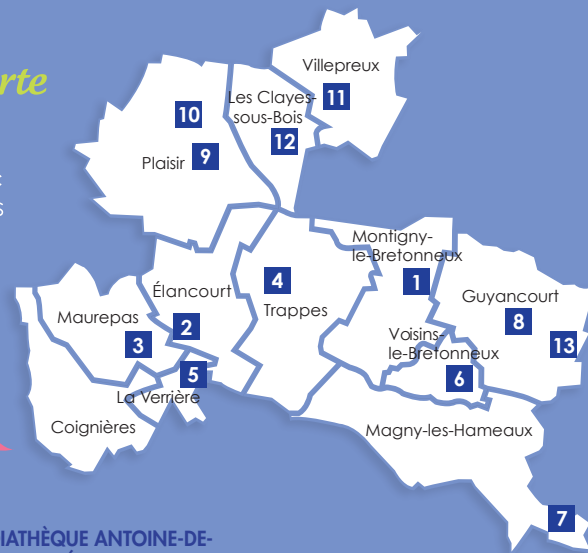 rte
Villepreux
11
Les Clayes-
sous-Bois
12
10
Plaisir 9
:
s
Montigny-
le-Bretonneux
1
Élancourt
2
4
Trappes
Guyancourt
8
13
Maurepas
3
Voisins-
le-Bretonneux
6
5
La Verrière
Coignières
Magny-les-Hameaux
7
IATHÈQUE ANTOINE-DE-